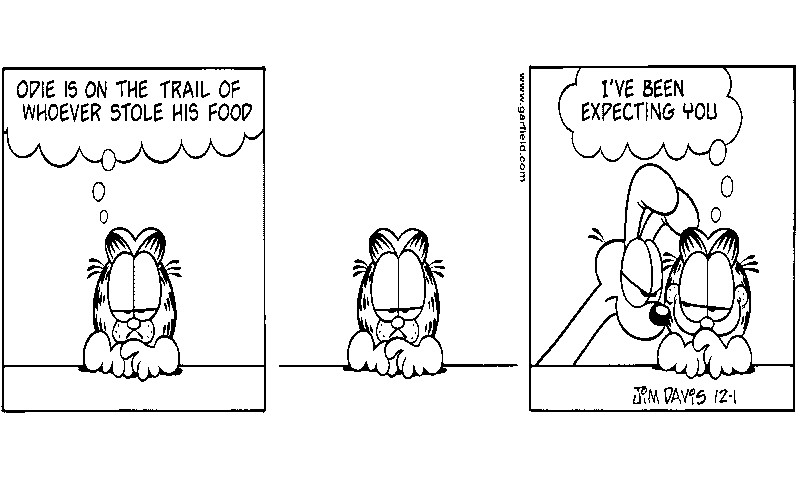 ODIE IS ON THE TRAIL OF
WHOEVER STOLE HIS FOOD
www.garfield.com
I'VE BEEN
EXPECTING YOU
JIM DAVIS 12-1